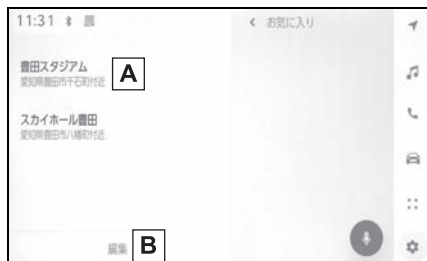 11:31
< お気に入り
豊田スタジアム
愛知県豊田市千石町付近
A
スカイホール豊田
愛知県豊田市八幡町付近
編集
B